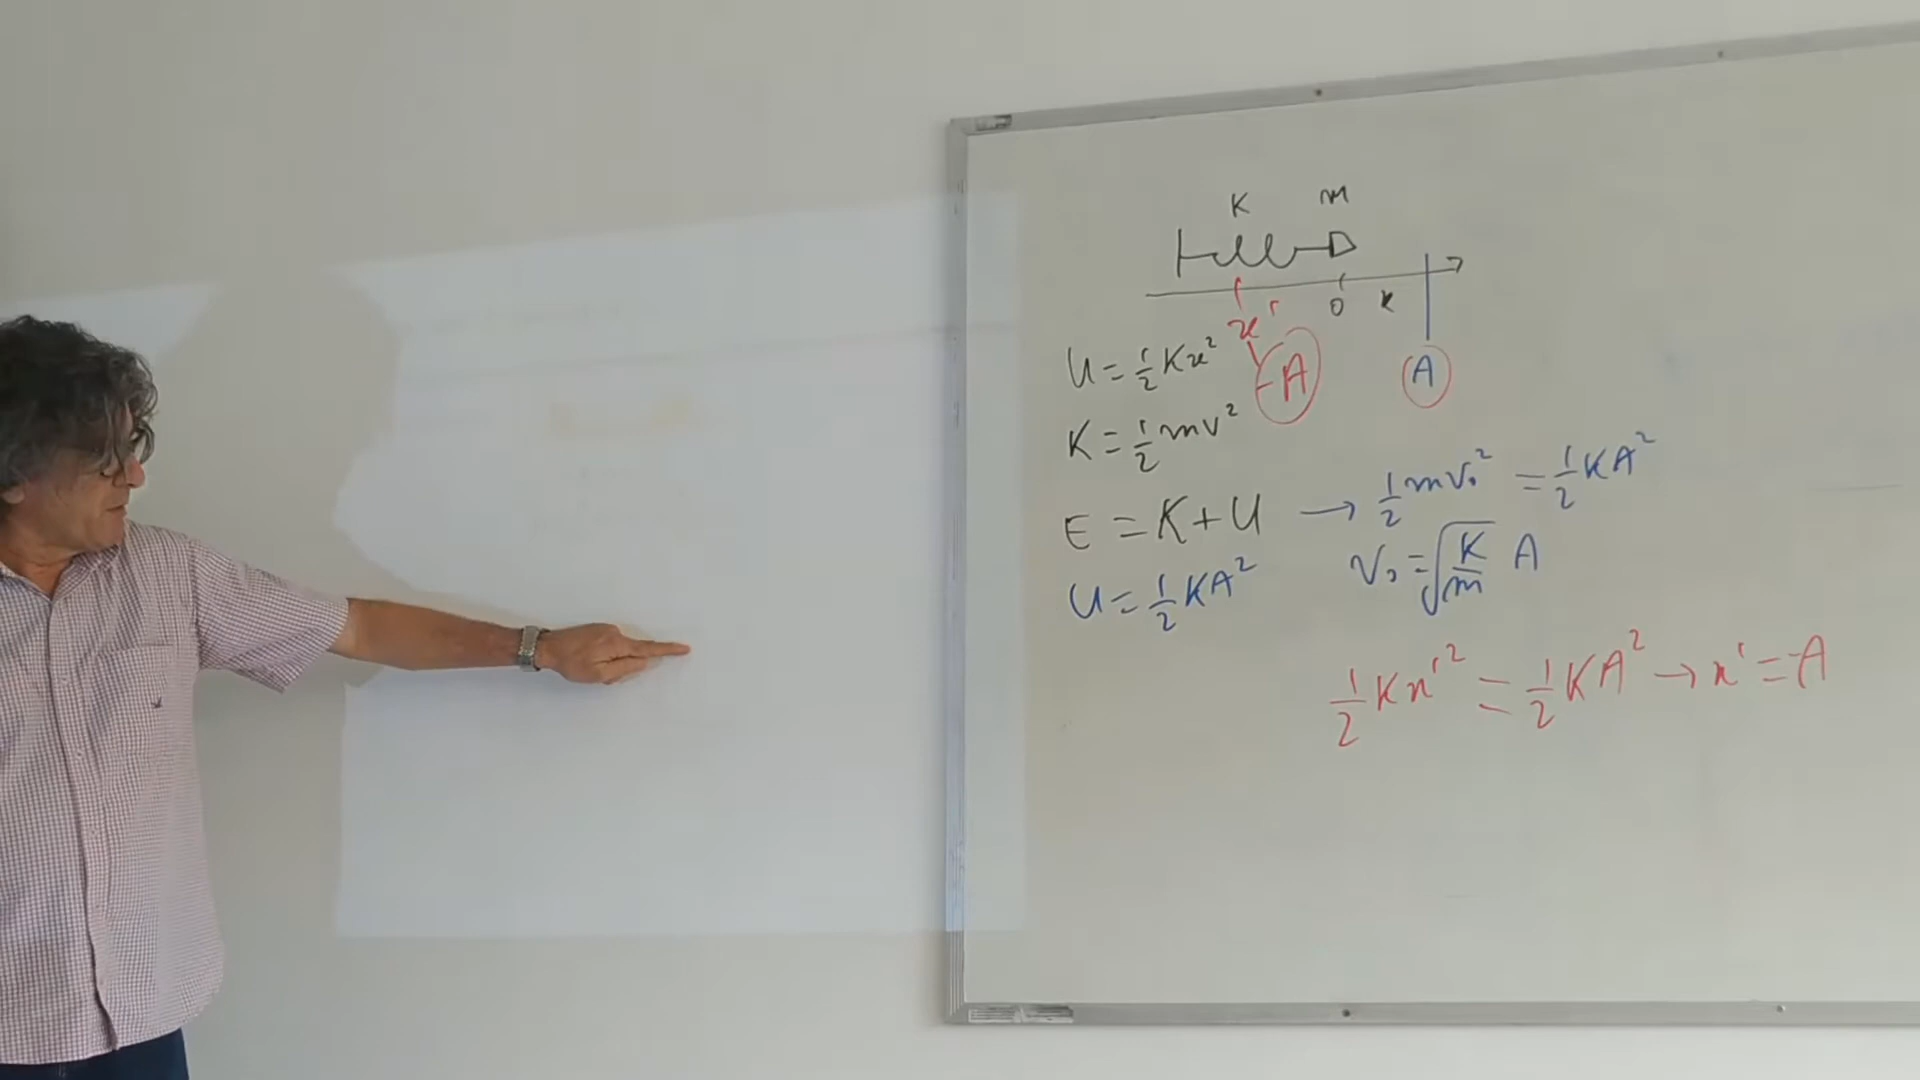 K m
x' 0 x
-A A
U = 1/2 Kx²
K = 1/2 mv²
E = K + U → 1/2 mv₀² = 1/2 KA²
U = 1/2 KA² v₀ = √(K/m) A
1/2 Kx'² = 1/2 KA² → x' = -A